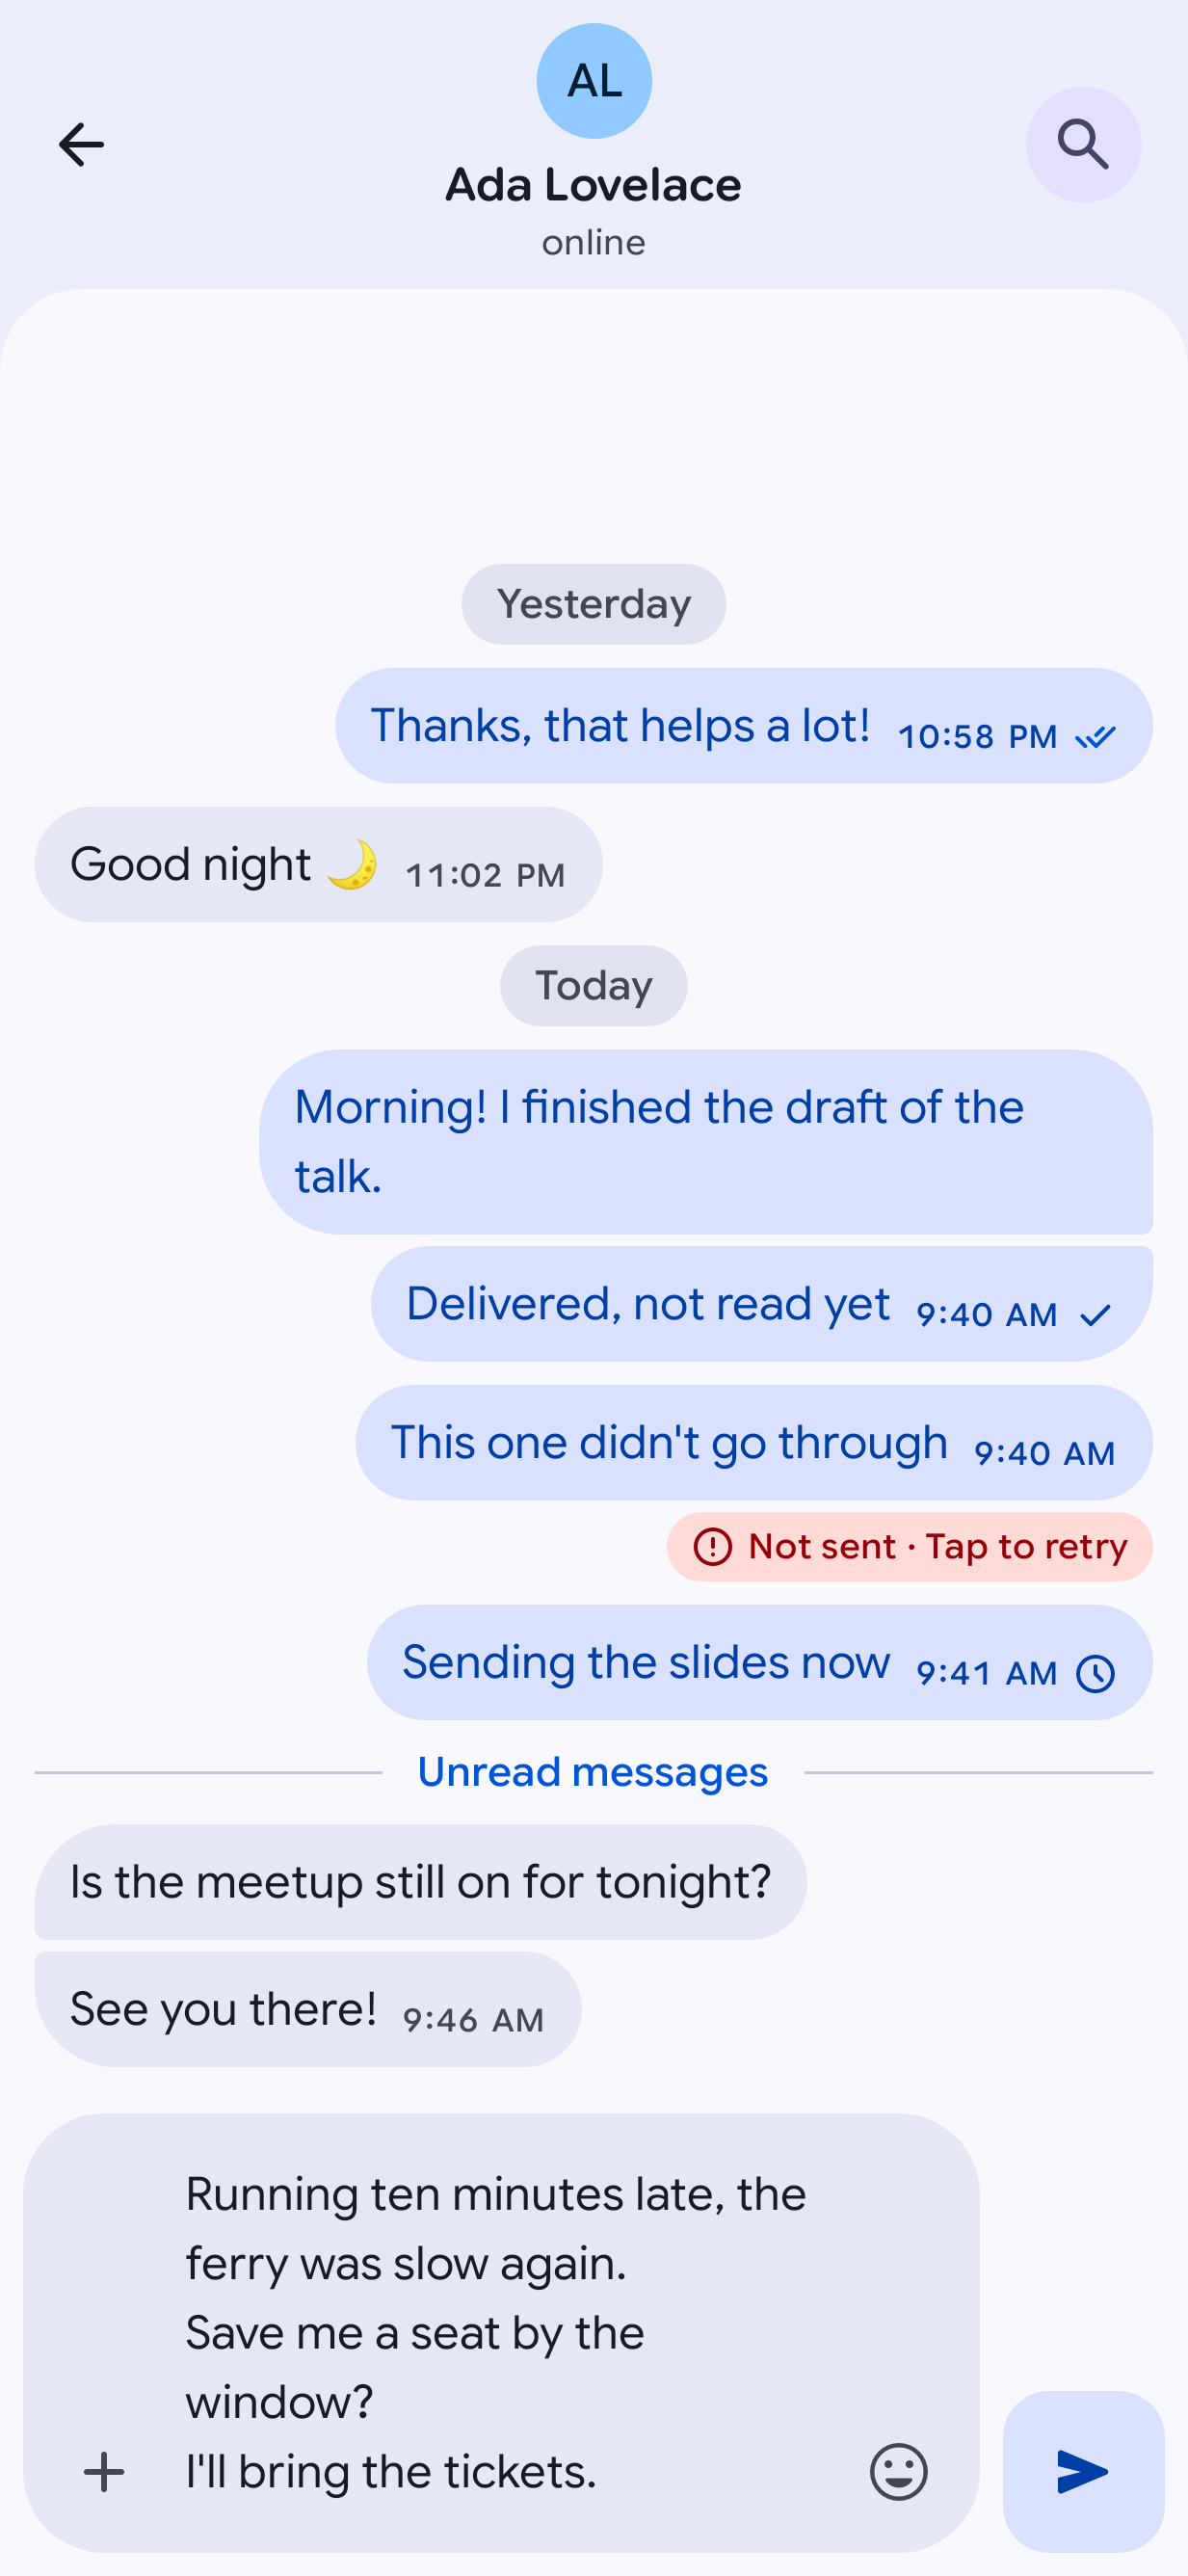 AL
Ada Lovelace
online
Yesterday
Thanks, that helps a lot! 10:58 PM
Good night 🌙 11:02 PM
Today
Morning! I finished the draft of the
talk.
Delivered, not read yet 9:40 AM
This one didn't go through 9:40 AM
Not sent · Tap to retry
Sending the slides now 9:41 AM
Unread messages
Is the meetup still on for tonight?
See you there! 9:46 AM
Running ten minutes late, the
ferry was slow again.
Save me a seat by the
window?
I'll bring the tickets.